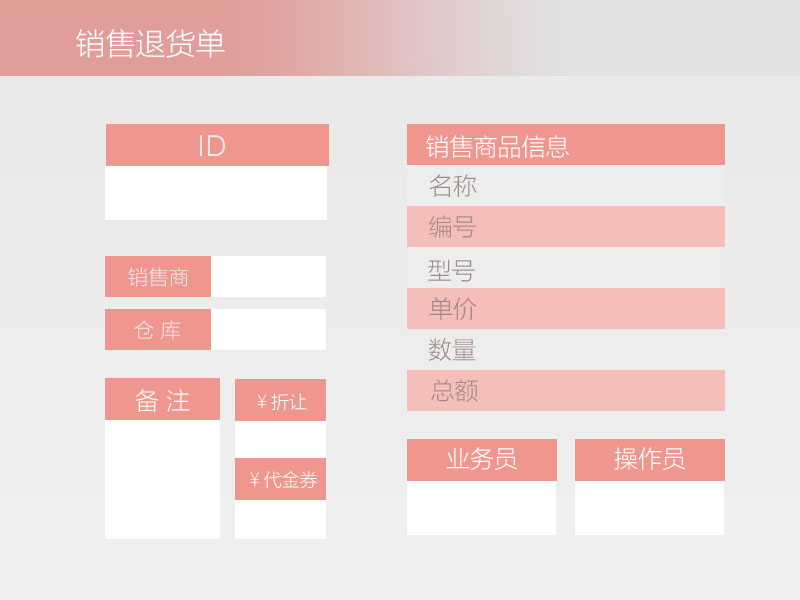 销售退货单
ID
销售商
仓 库
备 注
¥ 折让
¥ 代金券
销售商品信息
名称
编号
型号
单价
数量
总额
业务员
操作员